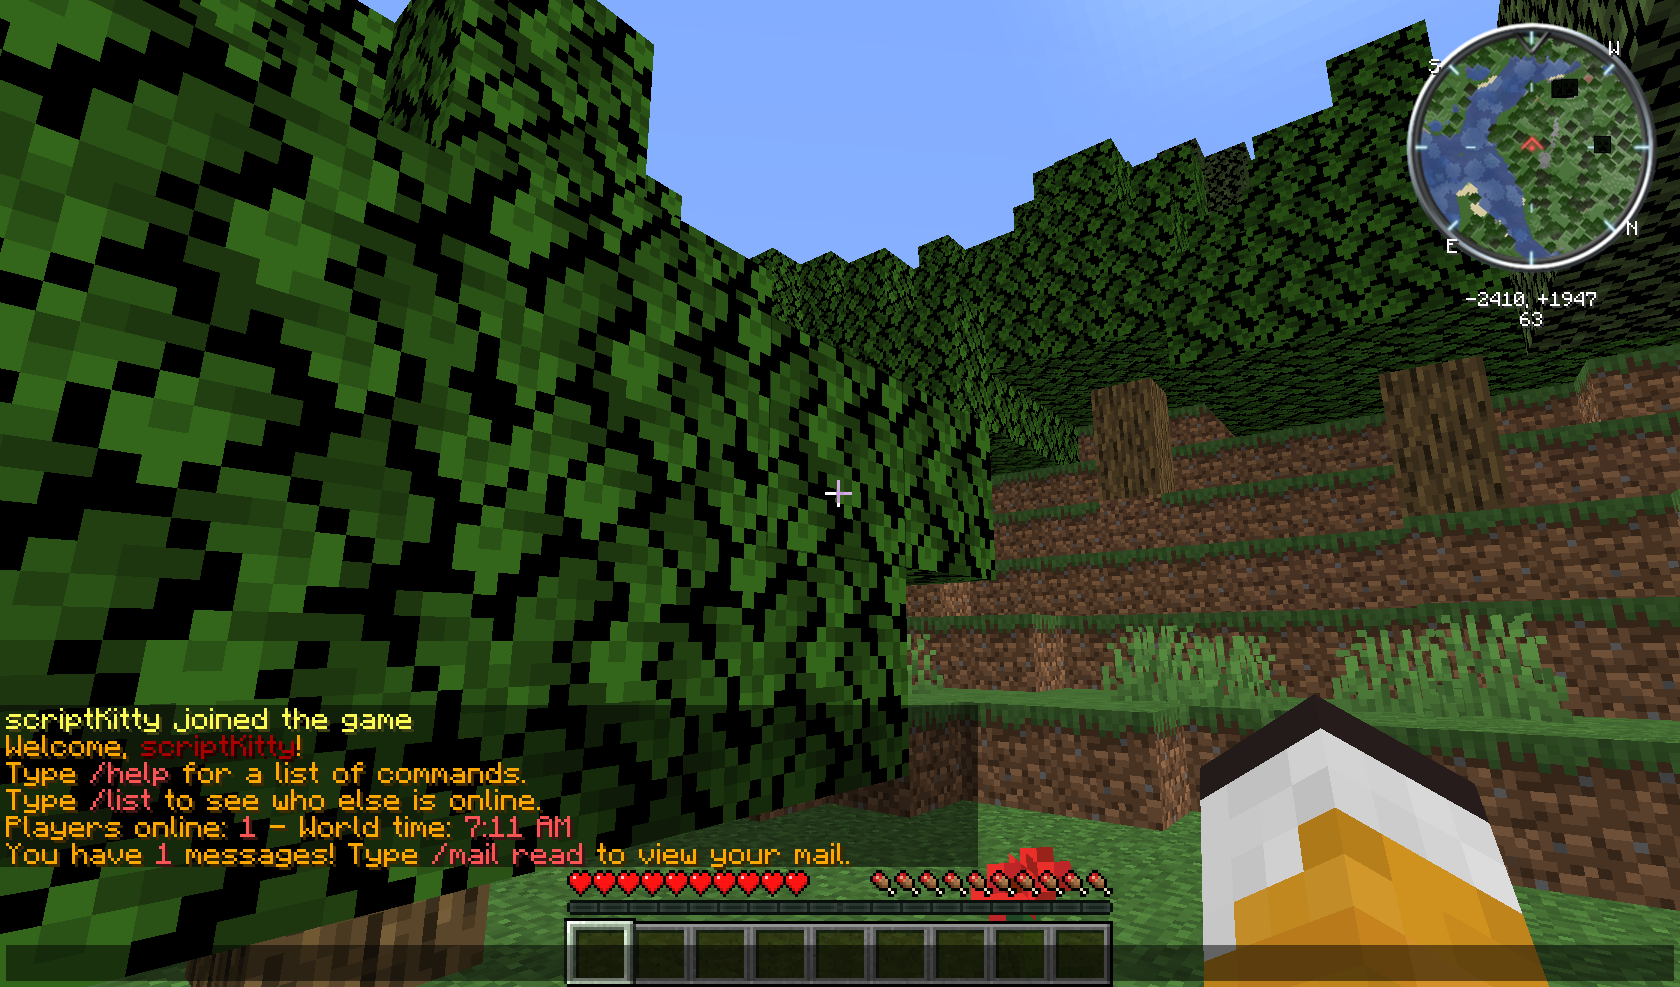 S
W
E
N
-2410, +1947
63
scriptKitty joined the game
Welcome, scriptKitty!
Type /help for a list of commands.
Type /list to see who else is online.
Players online: 1 - World time: 7:11 AM
You have 1 messages! Type /mail read to view your mail.